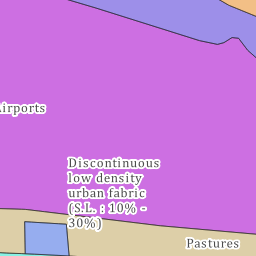 Airports
Discontinuous
low density
urban fabric
(S.L. : 10% -
30%)
Pastures